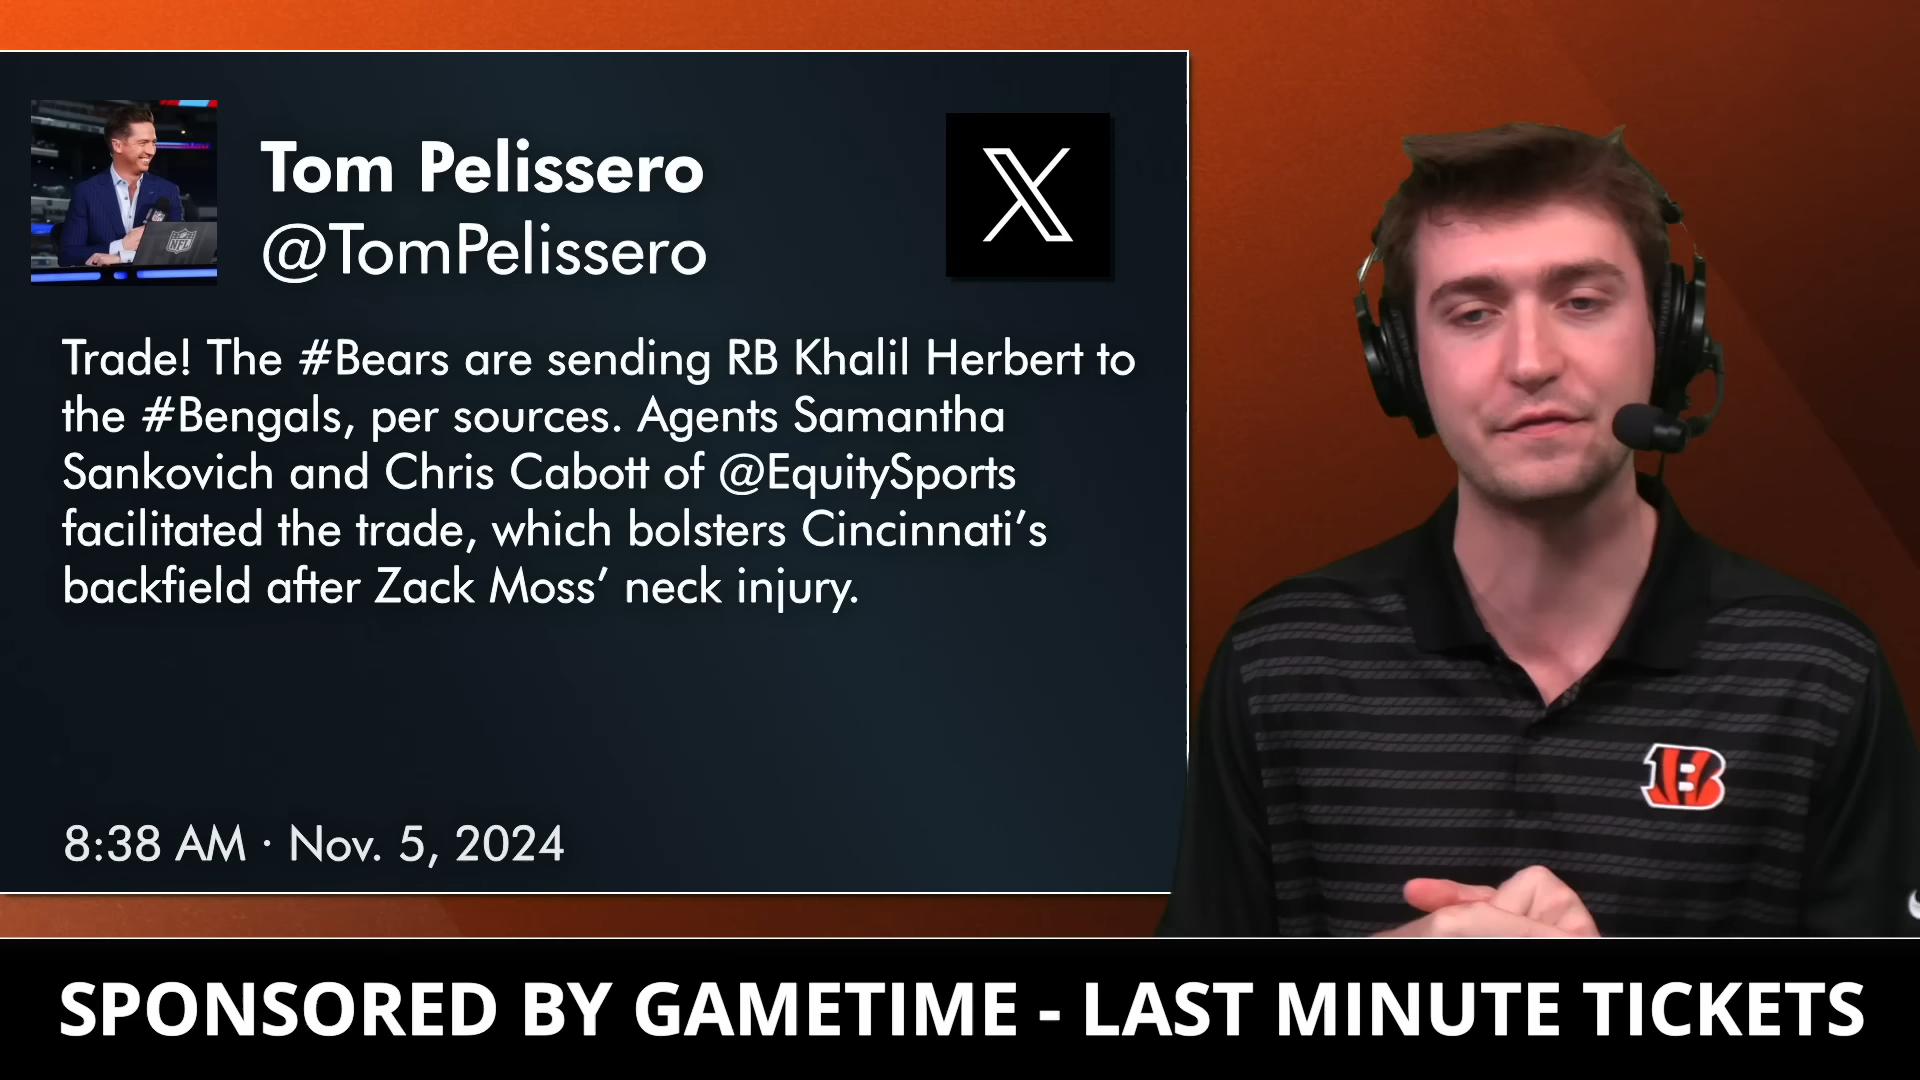 Tom Pelissero
@TomPelissero
X
Trade! The #Bears are sending RB Khalil Herbert to
the #Bengals, per sources. Agents Samantha
Sankovich and Chris Cabott of @EquitySports
facilitated the trade, which bolsters Cincinnati’s
backfield after Zack Moss’ neck injury.
8:38 AM · Nov. 5, 2024
B
NFL
SPONSORED BY GAMETIME - LAST MINUTE TICKETS